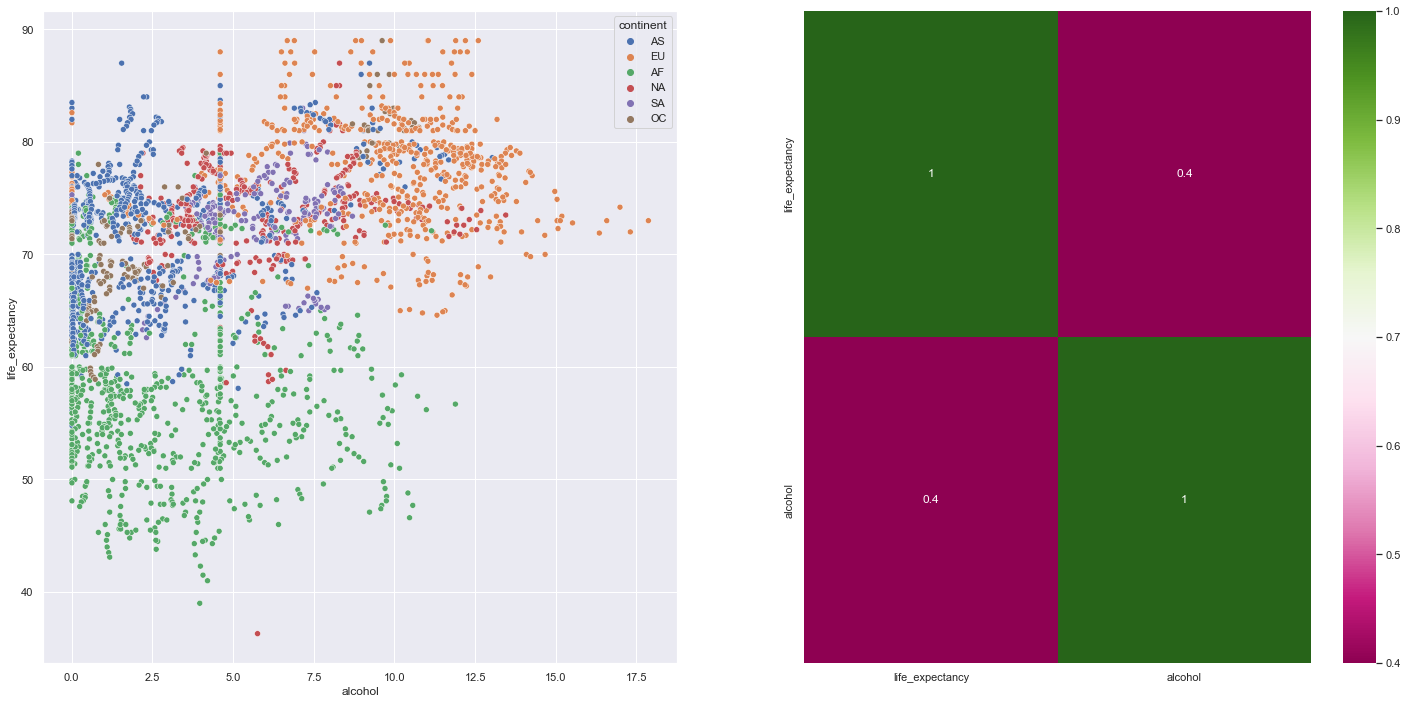 continent
AS
EU
AF
NA
SA
OC
90
80
70
60
50
40
life_expectancy
0.0 2.5 5.0 7.5 10.0 12.5 15.0 17.5
alcohol
life_expectancy
alcohol
1 0.4
0.4 1
life_expectancy alcohol
1.0
0.9
0.8
0.7
0.6
0.5
0.4